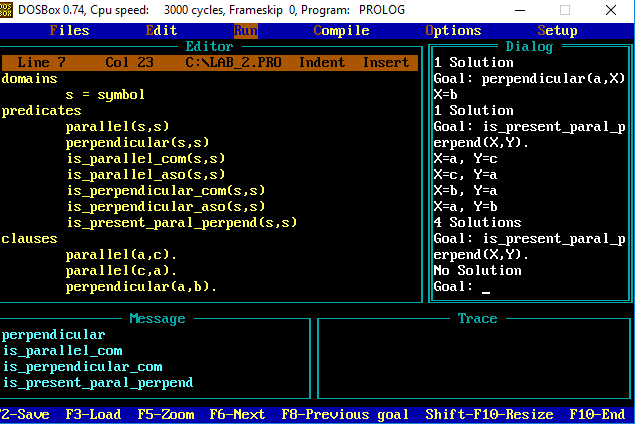 DOSBox 0.74, Cpu speed: 3000 cycles, Frameskip 0, Program: PROLOG
Files Edit Run Compile Options Setup
Editor
Line 7 Col 23 C:\LAB_2.PRO Indent Insert
domains
s = symbol
predicates
parallel(s,s)
perpendicular(s,s)
is_parallel_com(s,s)
is_parallel_aso(s,s)
is_perpendicular_com(s,s)
is_perpendicular_aso(s,s)
is_present_paral_perpend(s,s)
clauses
parallel(a,c).
parallel(c,a).
perpendicular(a,b).
Dialog
1 Solution
Goal: perpendicular(a,X)
X=b
1 Solution
Goal: is_present_paral_p
erpend(X,Y).
X=a, Y=c
X=c, Y=a
X=b, Y=a
X=a, Y=b
4 Solutions
Goal: is_present_paral_p
erpend(X,Y).
No Solution
Goal: _
Message
perpendicular
is_parallel_com
is_perpendicular_com
is_present_paral_perpend
Trace
F2-Save F3-Load F5-Zoom F6-Next F8-Previous goal Shift-F10-Resize F10-End